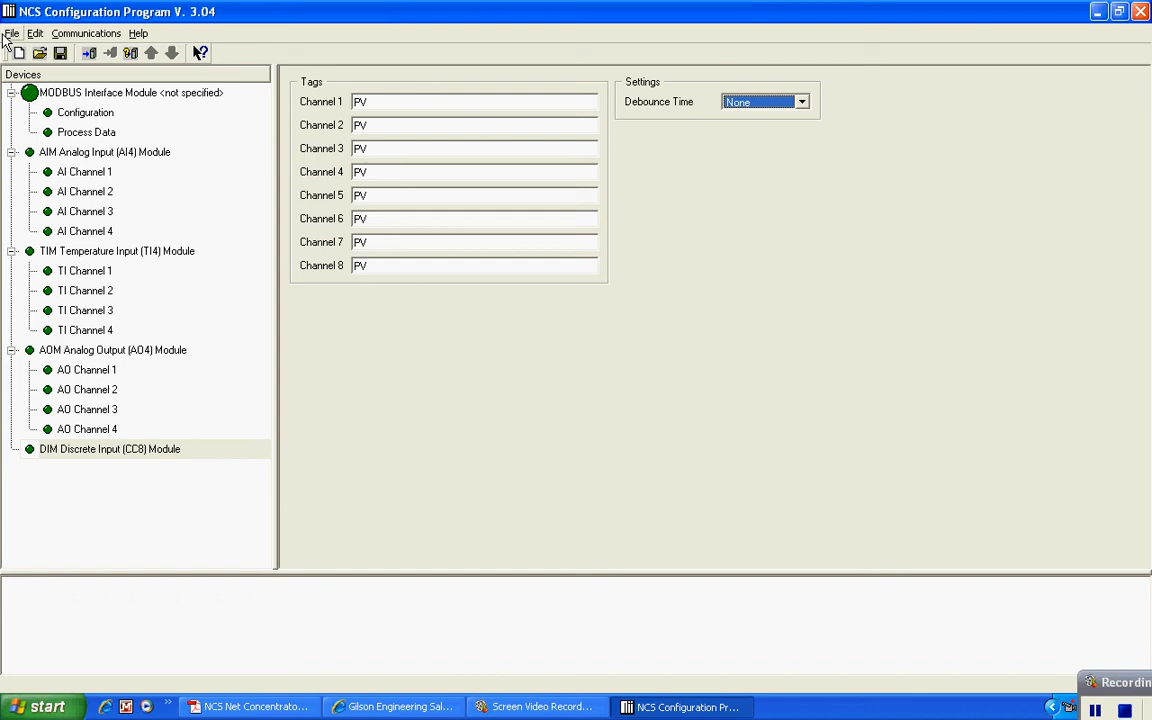 NCS Configuration Program V. 3.04
File Edit Communications Help
Devices
MODBUS Interface Module <not specified>
Configuration
Process Data
AIM Analog Input (AI4) Module
AI Channel 1
AI Channel 2
AI Channel 3
AI Channel 4
TIM Temperature Input (TI4) Module
TI Channel 1
TI Channel 2
TI Channel 3
TI Channel 4
AOM Analog Output (AO4) Module
AO Channel 1
AO Channel 2
AO Channel 3
AO Channel 4
DIM Discrete Input (CC8) Module
Tags
Channel 1 PV
Channel 2 PV
Channel 3 PV
Channel 4 PV
Channel 5 PV
Channel 6 PV
Channel 7 PV
Channel 8 PV
Settings
Debounce Time None
Recordin
start
NCS Net Concentrato...
Gilson Engineering Sal...
Screen Video Record...
NCS Configuration Pr...